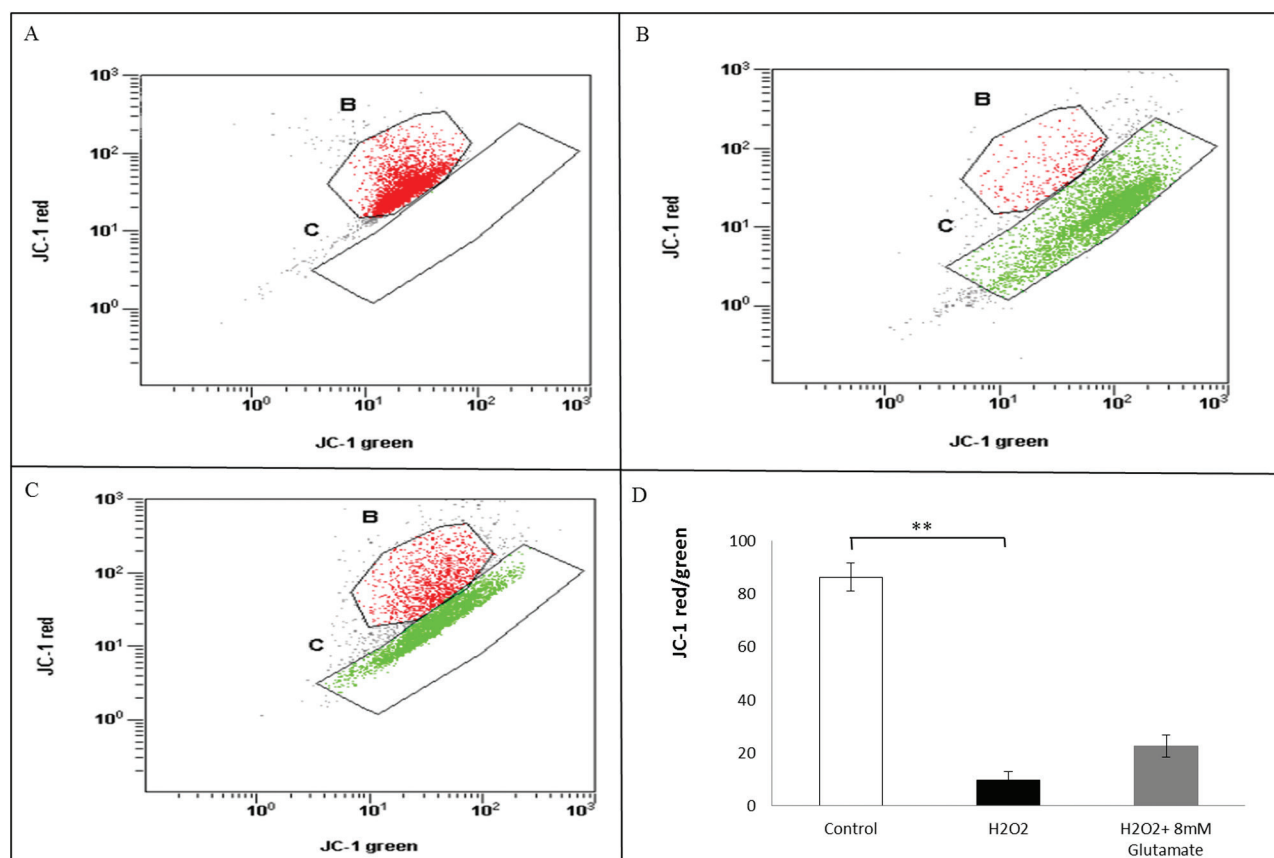 A
10³
10²
10¹
10⁰
JC-1 red
B
C
10⁰ 10¹ 10² 10³
JC-1 green
B
10³
10²
10¹
10⁰
JC-1 red
B
C
10⁰ 10¹ 10² 10³
JC-1 green
C
10³
10²
10¹
10⁰
JC-1 red
B
C
10⁰ 10¹ 10² 10³
JC-1 green
D
**
100
80
60
40
20
0
JC-1 red/green
Control H2O2 H2O2+ 8mM
Glutamate